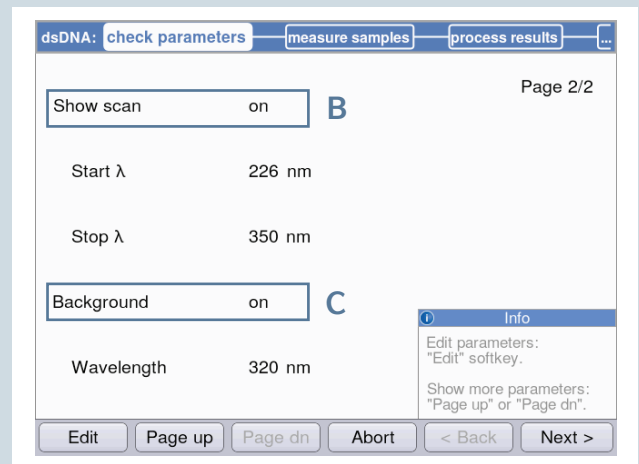 dsDNA: check parameters measure samples process results ...
Page 2/2
Show scan on B
Start λ 226 nm
Stop λ 350 nm
Background on C
Info
Edit parameters:
"Edit" softkey.
Wavelength 320 nm
Show more parameters:
"Page up" or "Page dn".
Edit Page up Page dn Abort < Back Next >